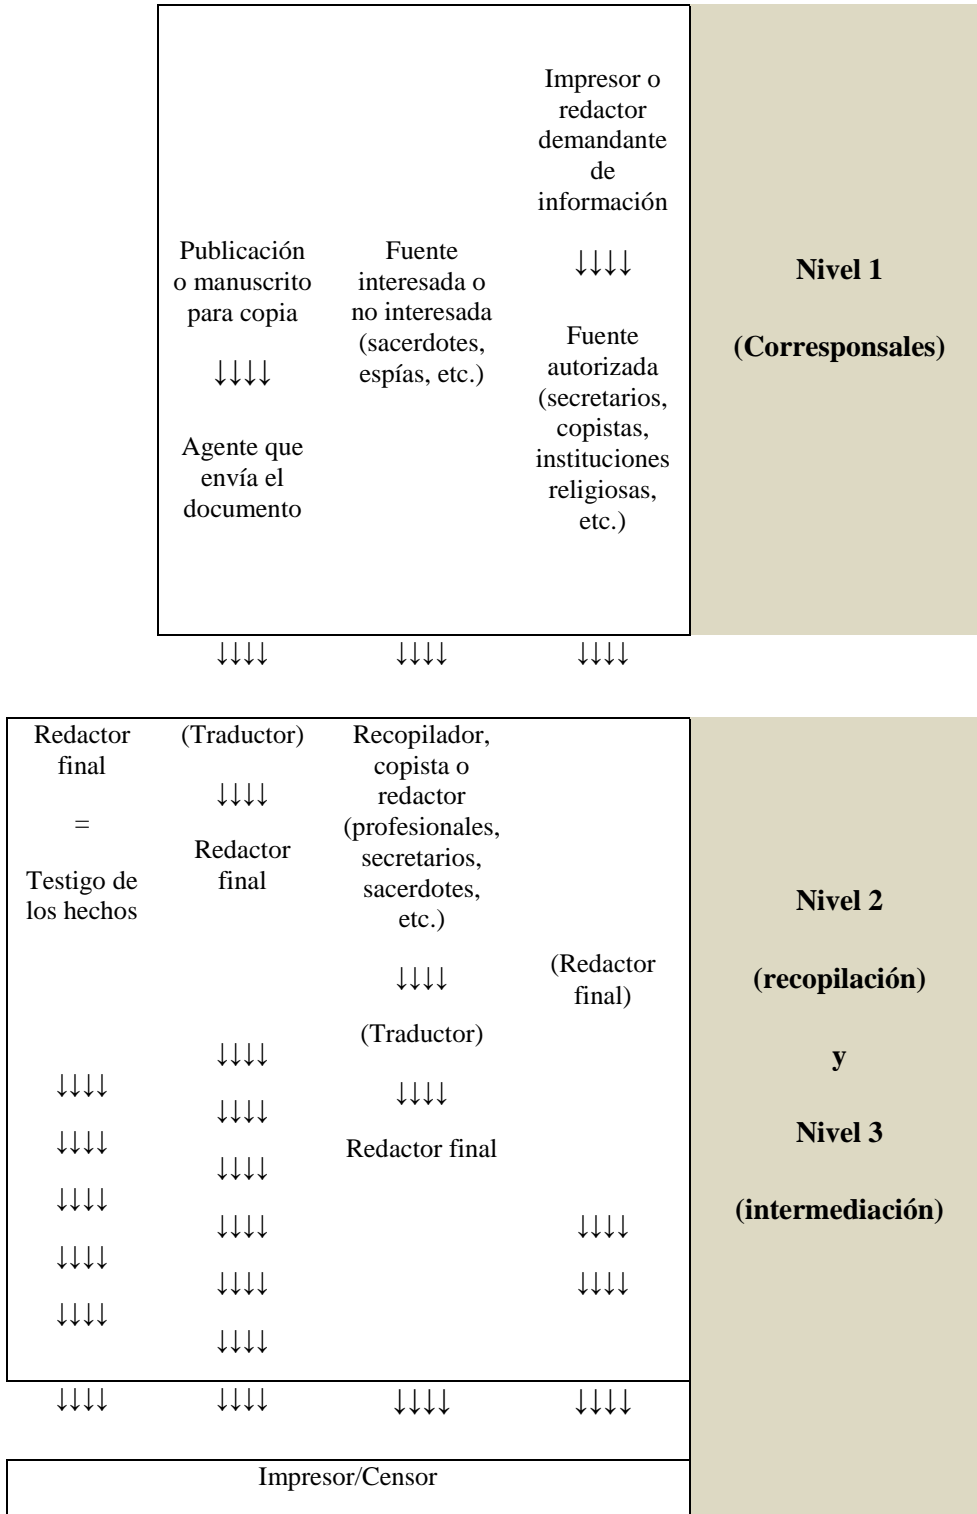 Publicación
o manuscrito
para copia
↓↓↓↓
Agente que
envía el
documento
Fuente
interesada o
no interesada
(sacerdotes,
espías, etc.)
Impresor o
redactor
demandante
de
información
↓↓↓↓
Fuente
autorizada
(secretarios,
copistas,
instituciones
religiosas,
etc.)
Nivel 1
(Corresponsales)
↓↓↓↓ ↓↓↓↓ ↓↓↓↓
Redactor
final
=
Testigo de
los hechos
↓↓↓↓
↓↓↓↓
↓↓↓↓
↓↓↓↓
↓↓↓↓
(Traductor)
↓↓↓↓
Redactor
final
↓↓↓↓
↓↓↓↓
↓↓↓↓
↓↓↓↓
↓↓↓↓
↓↓↓↓
Recopilador,
copista o
redactor
(profesionales,
secretarios,
sacerdotes,
etc.)
↓↓↓↓
(Traductor)
↓↓↓↓
Redactor final
(Redactor
final)
↓↓↓↓
↓↓↓↓
Nivel 2
(recopilación)
y
Nivel 3
(intermediación)
↓↓↓↓ ↓↓↓↓ ↓↓↓↓ ↓↓↓↓
Impresor/Censor